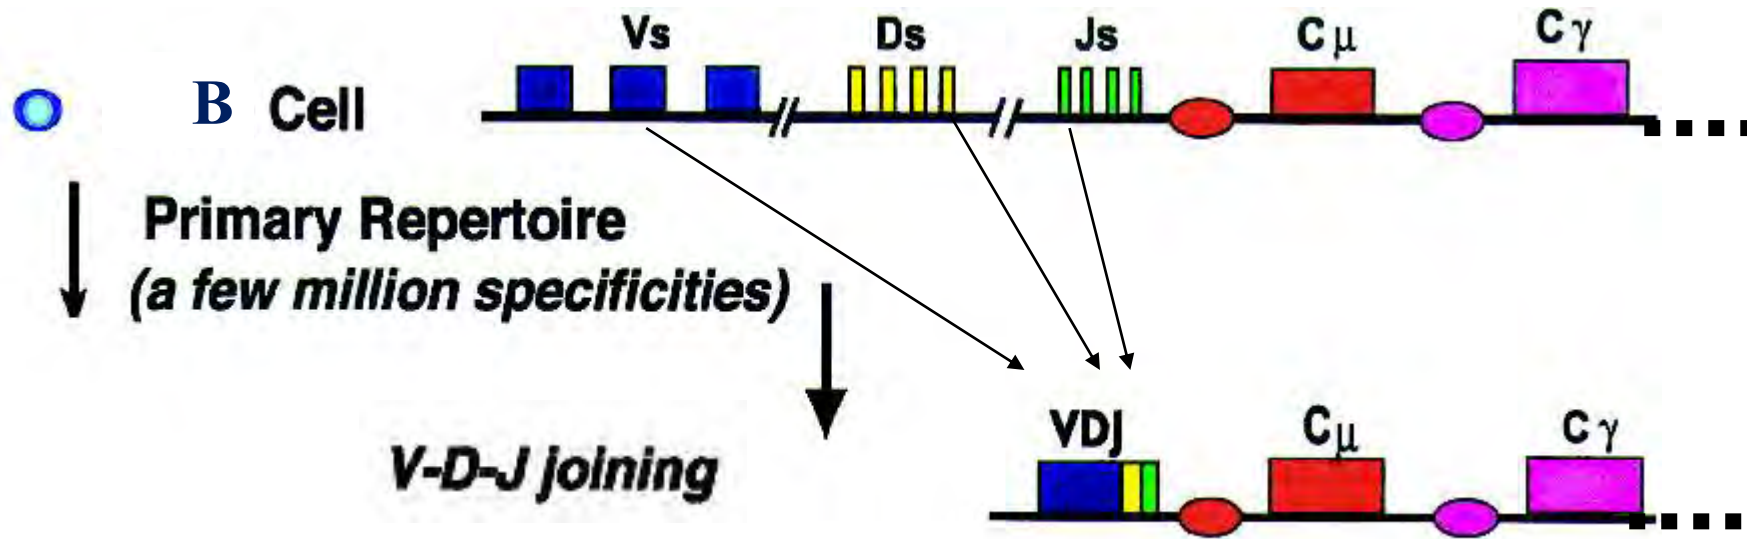 Vs Ds Js Cμ Cγ
B Cell
Primary Repertoire
(a few million specificities)
VDJ Cμ Cγ
V-D-J joining